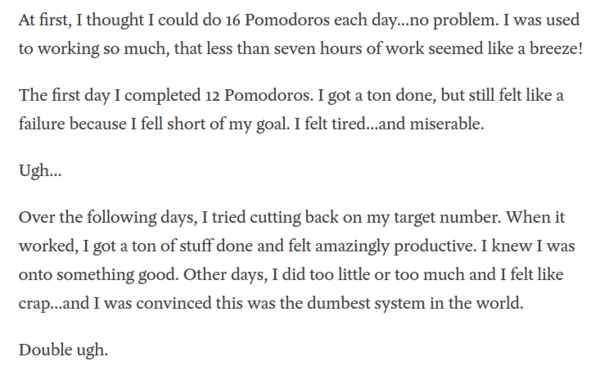 At first, I thought I could do 16 Pomodoros each day...no problem. I was used
to working so much, that less than seven hours of work seemed like a breeze!
The first day I completed 12 Pomodoros. I got a ton done, but still felt like a
failure because I fell short of my goal. I felt tired...and miserable.
Ugh...
Over the following days, I tried cutting back on my target number. When it
worked, I got a ton of stuff done and felt amazingly productive. I knew I was
onto something good. Other days, I did too little or too much and I felt like
crap...and I was convinced this was the dumbest system in the world.
Double ugh.